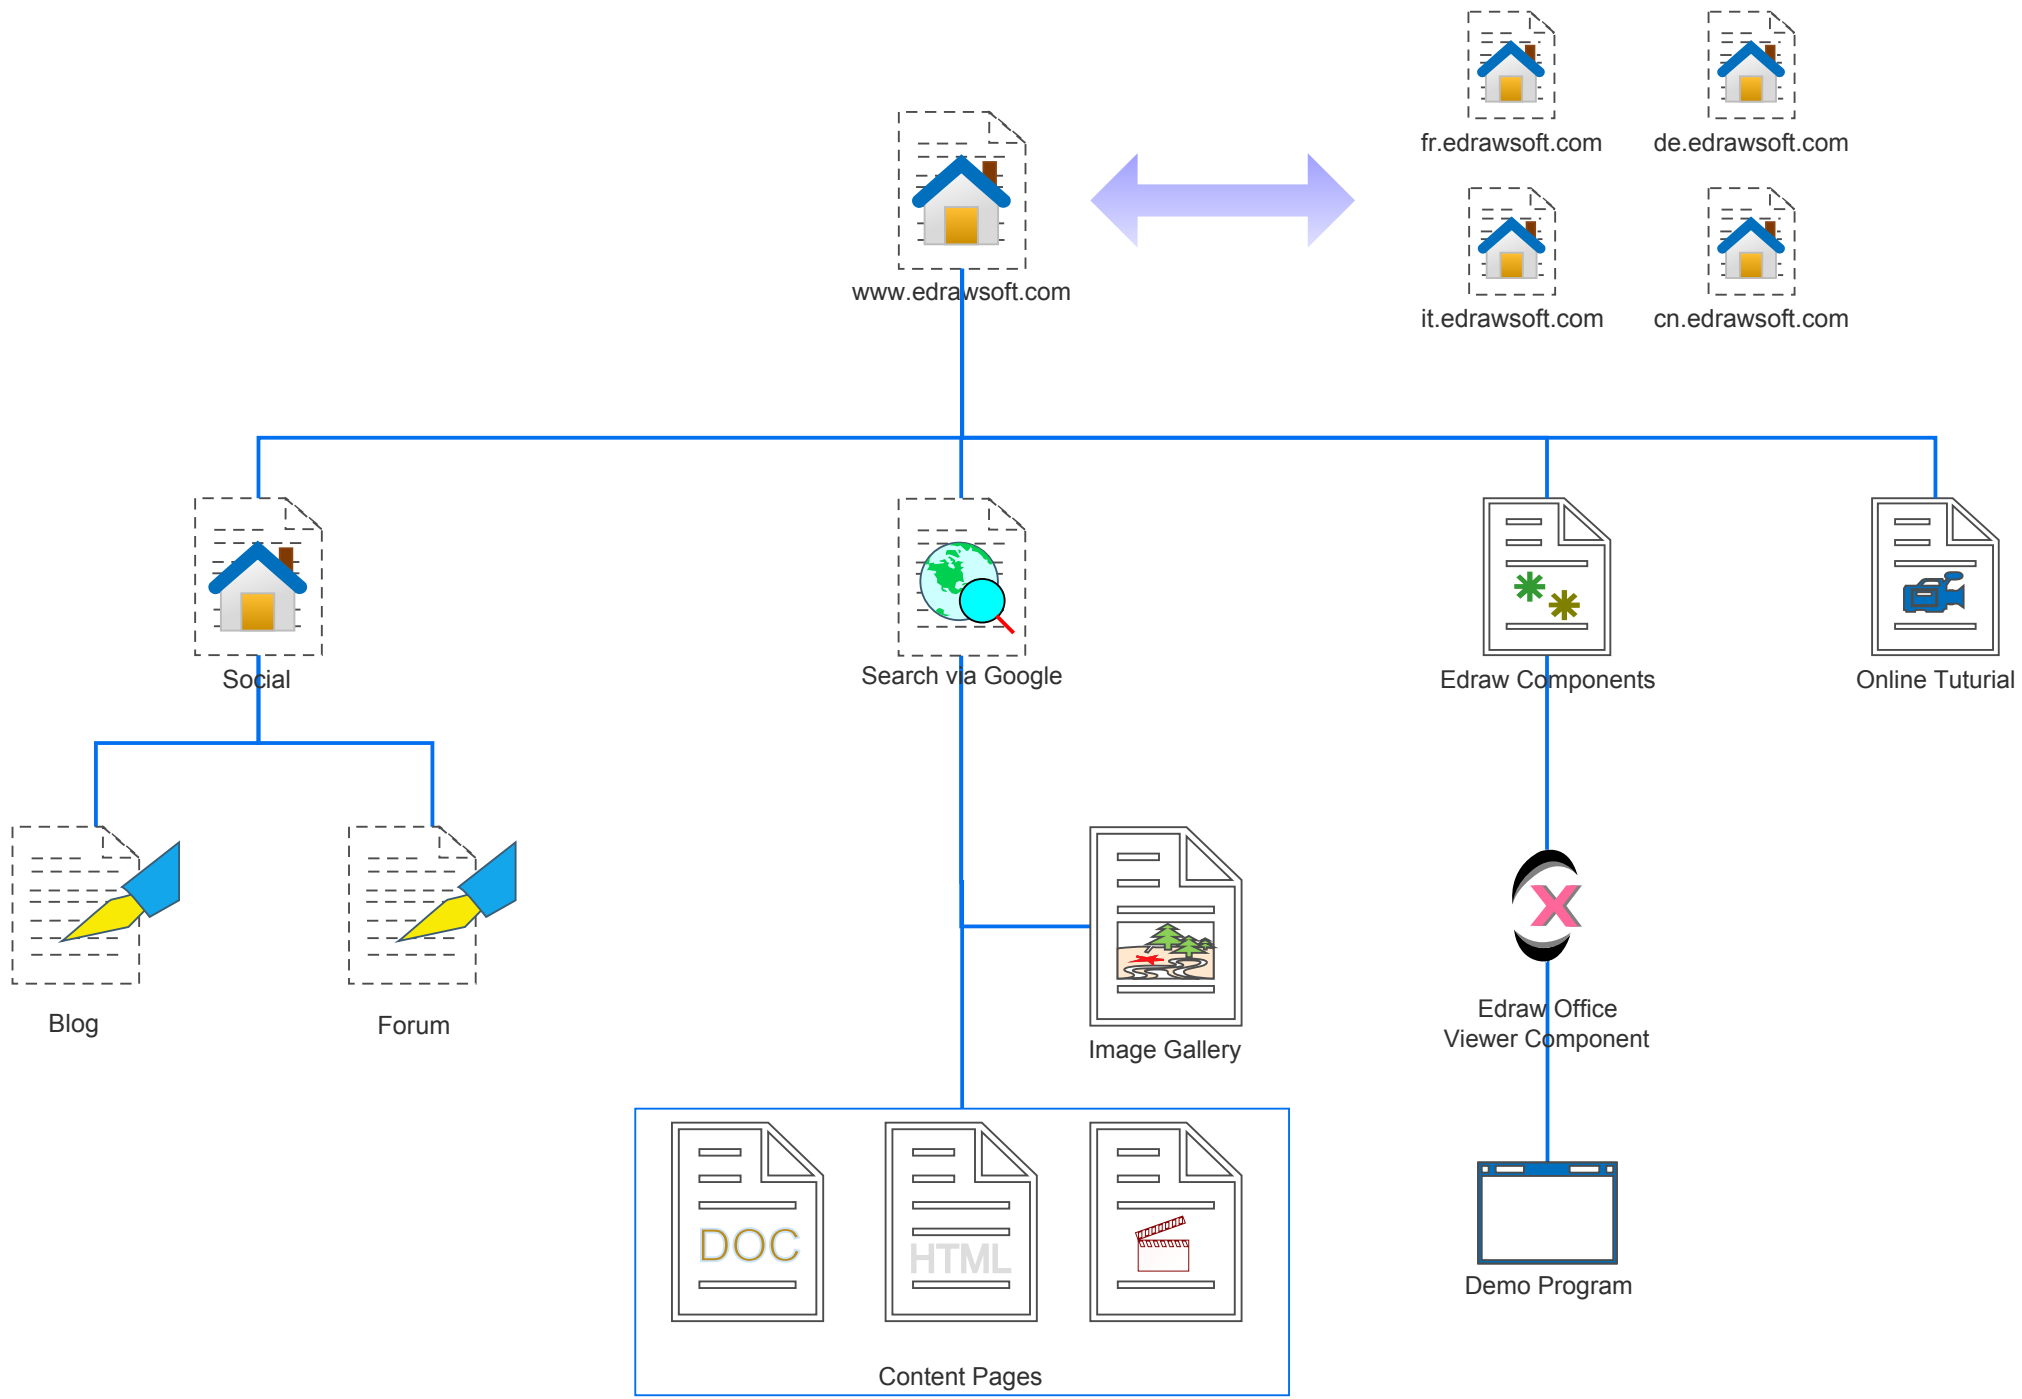 fr.edrawsoft.com
de.edrawsoft.com
www.edrawsoft.com
it.edrawsoft.com
cn.edrawsoft.com
Social
Search via Google
Edraw Components
Online Tuturial
Blog
Forum
Image Gallery
X
Edraw Office
Viewer Component
DOC
HTML
Demo Program
Content Pages